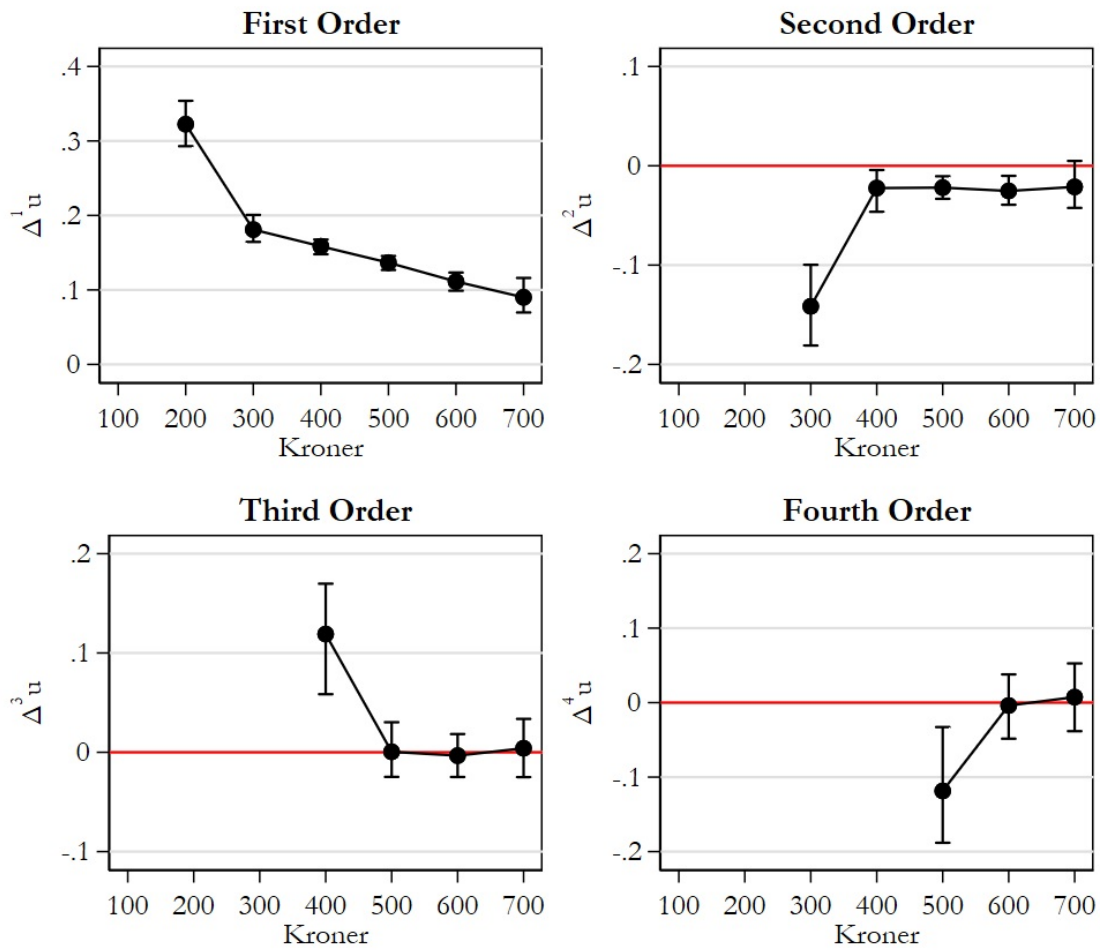 First Order
.4
.3
.2
.1
0
Δ¹u
100 200 300 400 500 600 700
Kroner
Second Order
.1
0
-.1
-.2
Δ²u
100 200 300 400 500 600 700
Kroner
Third Order
.2
.1
0
-.1
Δ³u
100 200 300 400 500 600 700
Kroner
Fourth Order
.2
.1
0
-.1
-.2
Δ⁴u
100 200 300 400 500 600 700
Kroner